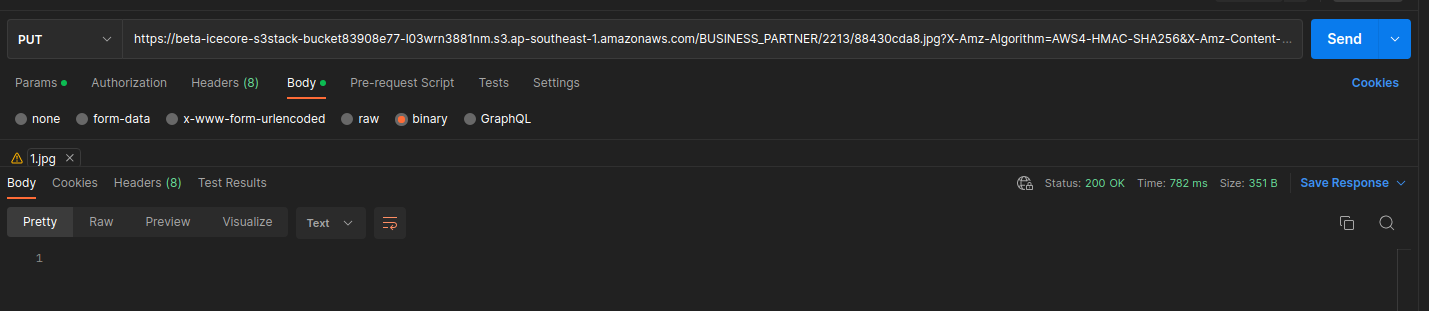 PUT https://beta-icecore-s3stack-bucket83908e77-l03wrn3881nm.s3.ap-southeast-1.amazonaws.com/BUSINESS_PARTNER/2213/88430cda8.jpg?X-Amz-Algorithm=AWS4-HMAC-SHA256&X-Amz-Content-... Send
Params Authorization Headers (8) Body Pre-request Script Tests Settings Cookies
none form-data x-www-form-urlencoded raw binary GraphQL
1.jpg
Body Cookies Headers (8) Test Results Status: 200 OK Time: 782 ms Size: 351 B Save Response
Pretty Raw Preview Visualize Text
1